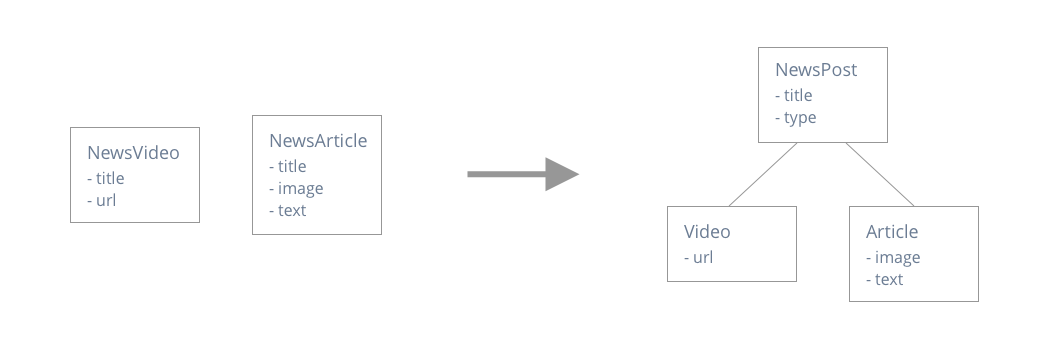 NewsVideo
- title
- url
NewsArticle
- title
- image
- text
NewsPost
- title
- type
Video
- url
Article
- image
- text